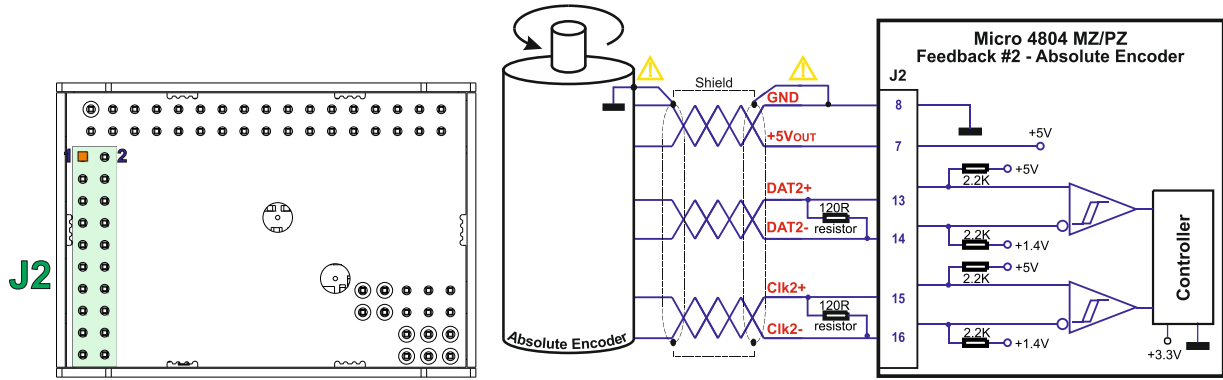 1
2
J2
Absolute Encoder
Shield
GND
+5VOUT
DAT2+
120R
resistor
DAT2-
Clk2+
120R
resistor
Clk2-
Micro 4804 MZ/PZ
Feedback #2 - Absolute Encoder
J2
8
7
+5V
+5V
2.2K
13
14
2.2K
+1.4V
+5V
2.2K
15
16
2.2K
+1.4V
Controller
+3.3V